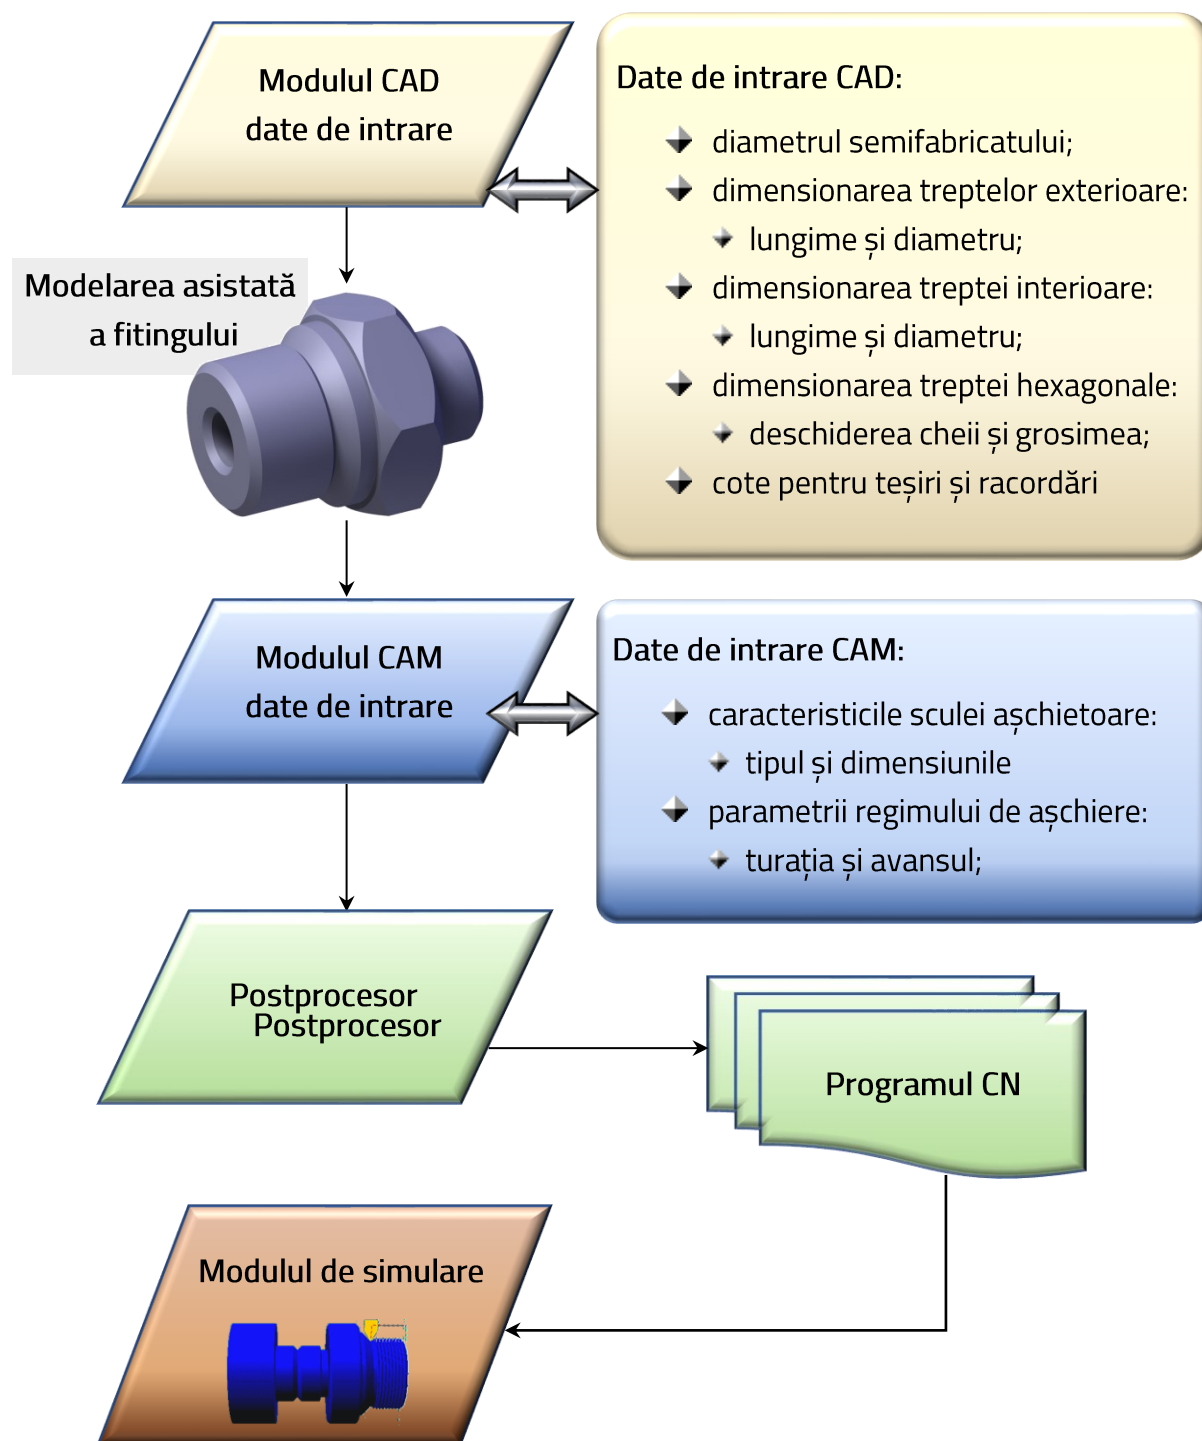 Modulul CAD
date de intrare
Date de intrare CAD:
diametrul semifabricatului;
dimensionarea treptelor exterioare:
lungime și diametru;
dimensionarea treptei interioare:
lungime și diametru;
dimensionarea treptei hexagonale:
deschiderea cheii și grosimea;
cote pentru teșiri și racordări
Modelarea asistată
a fitingului
Modulul CAM
date de intrare
Date de intrare CAM:
caracteristicile sculei așchietoare:
tipul și dimensiunile
parametrii regimului de așchiere:
turația și avansul;
Postprocesor
Postprocesor
Programul CN
Modulul de simulare